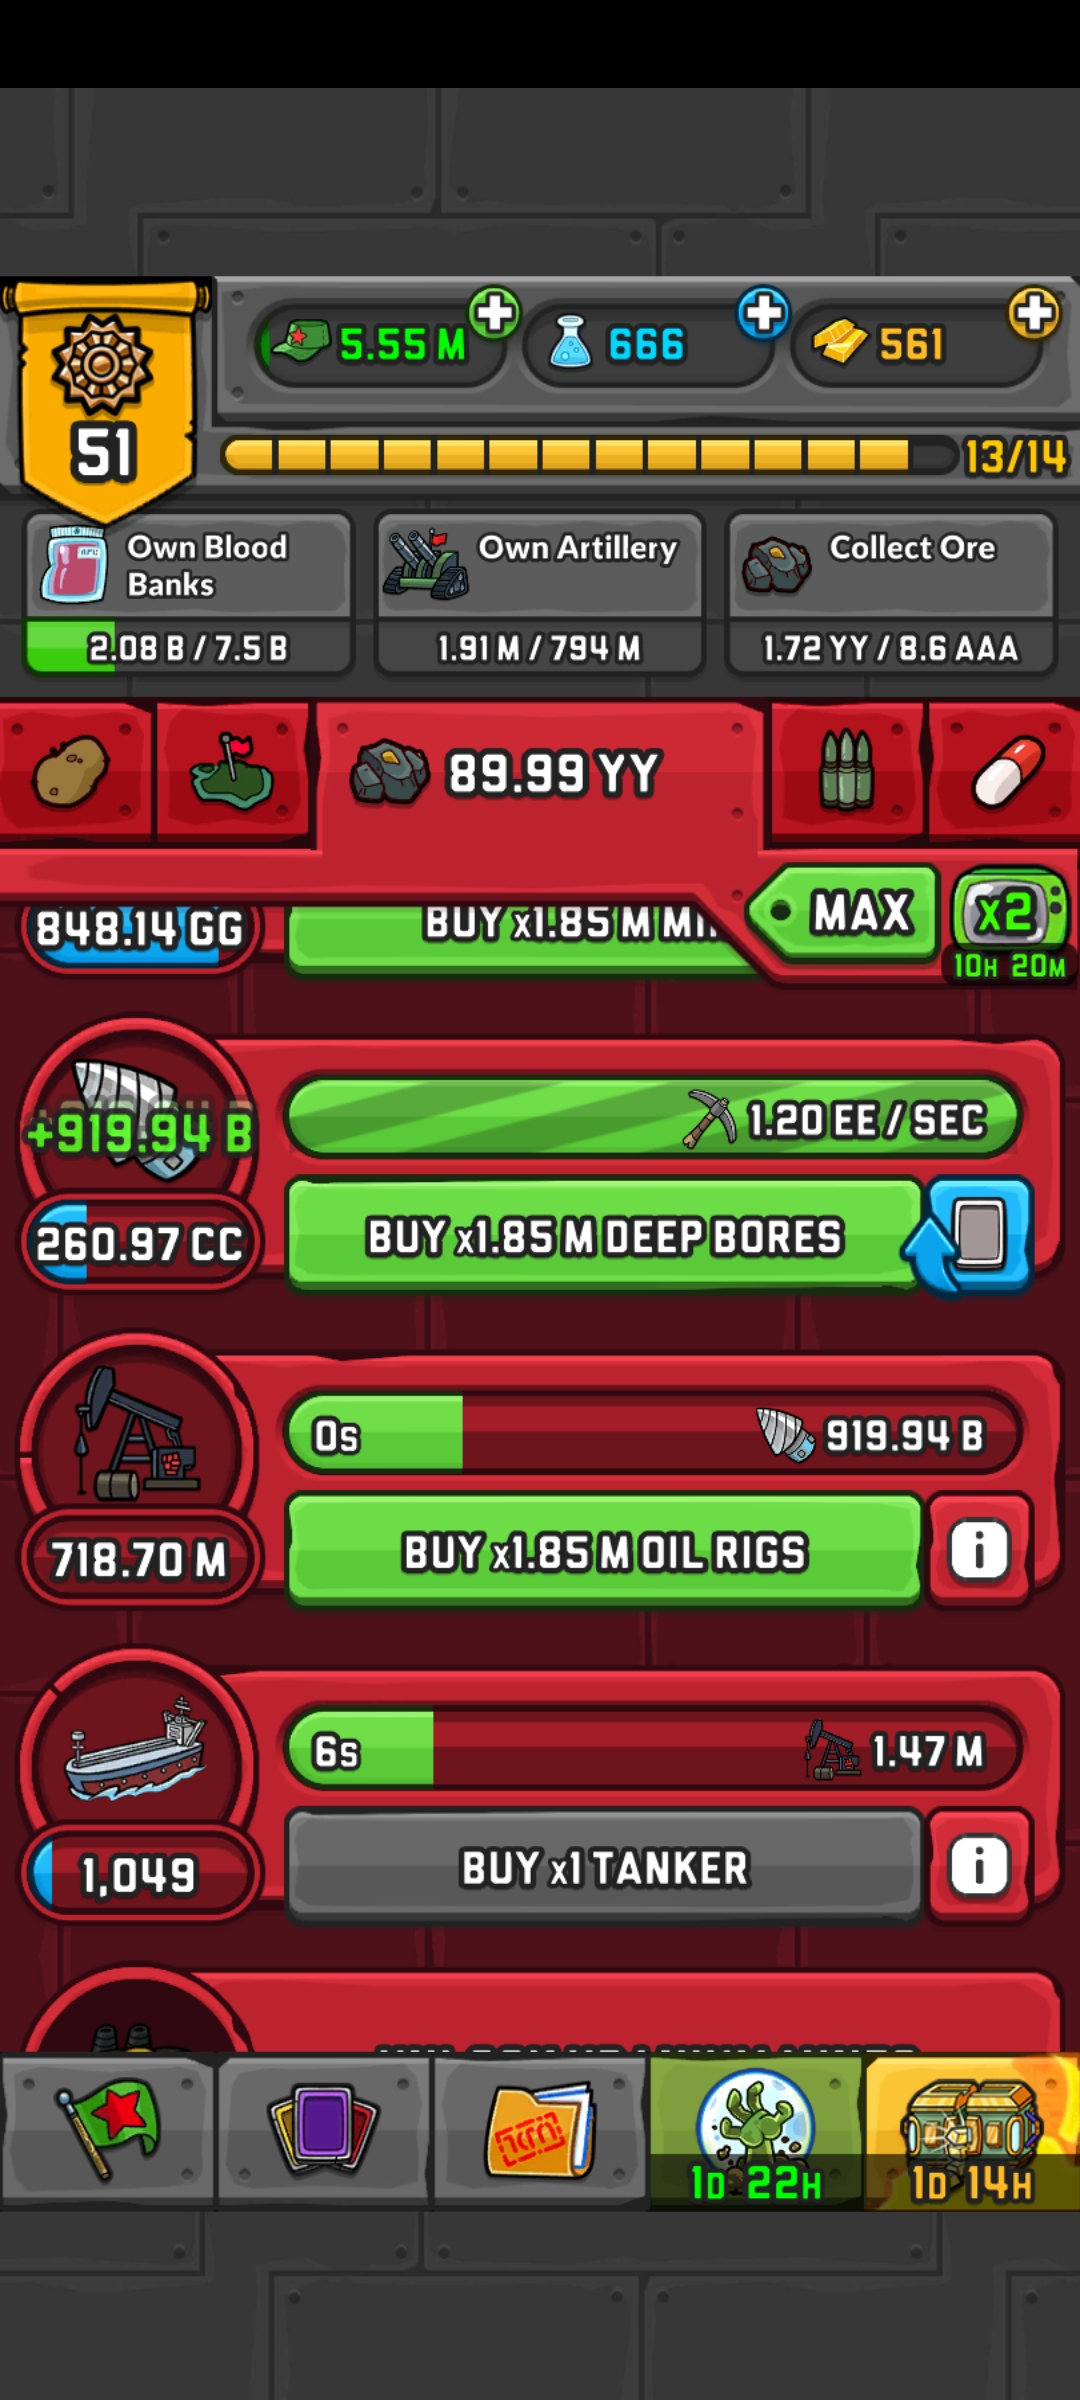 5.55 M
666
561
51
13/14
Own Blood
Banks
2.08 B / 7.5 B
Own Artillery
1.91 M / 794 M
Collect Ore
1.72 YY / 8.6 AAA
89.99 YY
MAX
x2
10H 20M
848.14 GG
BUY x1.85 M
+919.94 B
1.20 EE / SEC
260.97 CC
BUY x1.85 M DEEP BORES
0s
919.94 B
718.70 M
BUY x1.85 M OIL RIGS
i
6s
1.47 M
1,049
BUY x1 TANKER
i
1D 22H
1D 14H